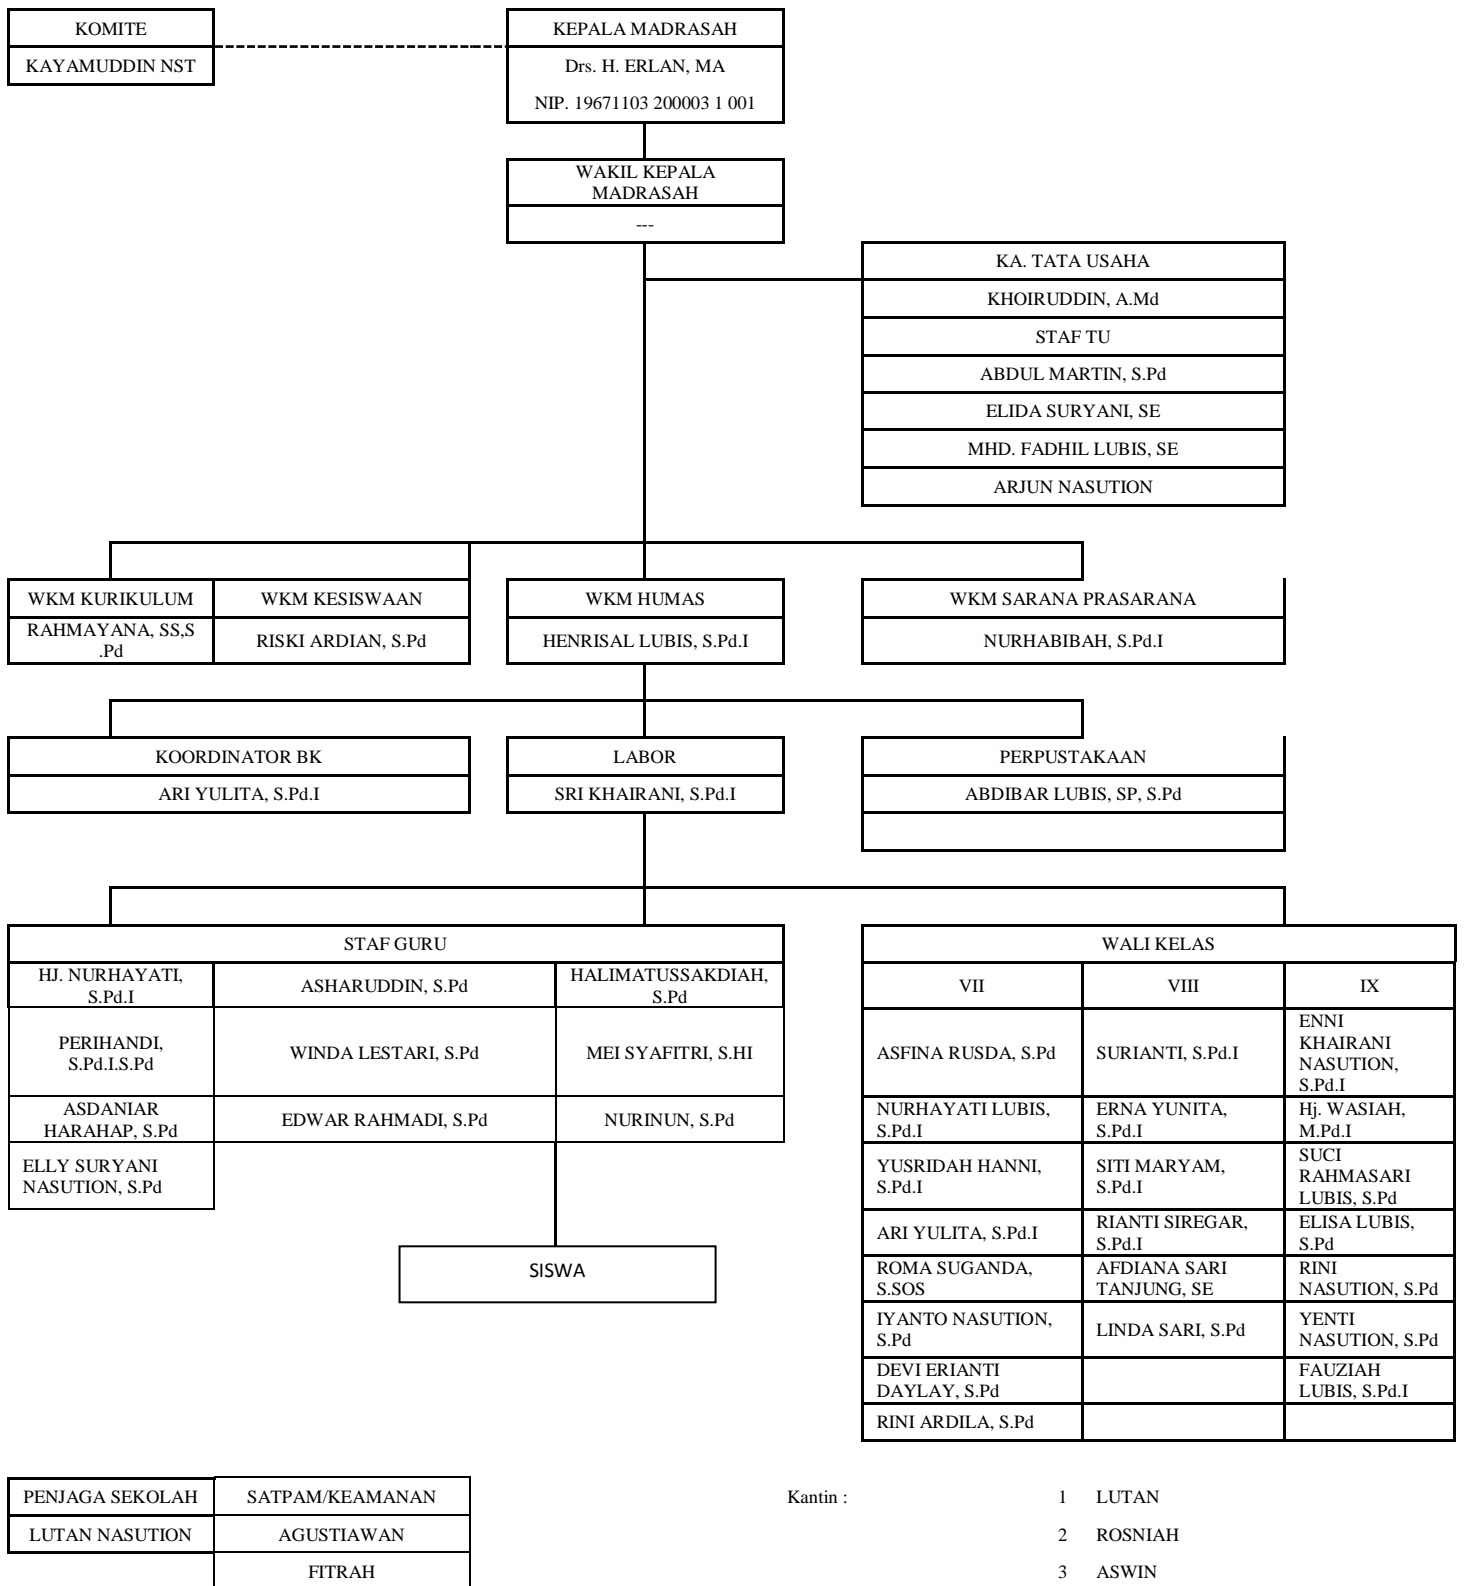 KOMITE
KEPALA MADRASAH
KAYAMUDDIN NST
Drs. H. ERLAN, MA
NIP. 19671103 200003 1 001
WAKIL KEPALA
MADRASAH
---
KA. TATA USAHA
KHOIRUDDIN, A.Md
STAF TU
ABDUL MARTIN, S.Pd
ELIDA SURYANI, SE
MHD. FADHIL LUBIS, SE
ARJUN NASUTION
WKM KURIKULUM
WKM KESISWAAN
WKM HUMAS
WKM SARANA PRASARANA
RAHMAYANA, SS,S
.Pd
RISKI ARDIAN, S.Pd
HENRISAL LUBIS, S.Pd.I
NURHABIBAH, S.Pd.I
KOORDINATOR BK
LABOR
PERPUSTAKAAN
ARI YULITA, S.Pd.I
SRI KHAIRANI, S.Pd.I
ABDIBAR LUBIS, SP, S.Pd
STAF GURU
HJ. NURHAYATI,
S.Pd.I
ASHARUDDIN, S.Pd
HALIMATUSSAKDIAH,
S.Pd
PERIHANDI,
S.Pd.I.S.Pd
WINDA LESTARI, S.Pd
MEI SYAFITRI, S.HI
ASDANIAR
HARAHAP, S.Pd
EDWAR RAHMADI, S.Pd
NURINUN, S.Pd
ELLY SURYANI
NASUTION, S.Pd
SISWA
WALI KELAS
VII
VIII
IX
ASFINA RUSDA, S.Pd
SURIANTI, S.Pd.I
ENNI
KHAIRANI
NASUTION,
S.Pd.I
NURHAYATI LUBIS,
S.Pd.I
ERNA YUNITA,
S.Pd.I
Hj. WASIAH,
M.Pd.I
YUSRIDAH HANNI,
S.Pd.I
SITI MARYAM,
S.Pd.I
SUCI
RAHMASARI
LUBIS, S.Pd
ARI YULITA, S.Pd.I
RIANTI SIREGAR,
S.Pd.I
ELISA LUBIS,
S.Pd
ROMA SUGANDA,
S.SOS
AFDIANA SARI
TANJUNG, SE
RINI
NASUTION, S.Pd
IYANTO NASUTION,
S.Pd
LINDA SARI, S.Pd
YENTI
NASUTION, S.Pd
DEVI ERIANTI
DAYLAY, S.Pd
FAUZIAH
LUBIS, S.Pd.I
RINI ARDILA, S.Pd
PENJAGA SEKOLAH
SATPAM/KEAMANAN
LUTAN NASUTION
AGUSTIAWAN
FITRAH
Kantin :
1 LUTAN
2 ROSNIAH
3 ASWIN